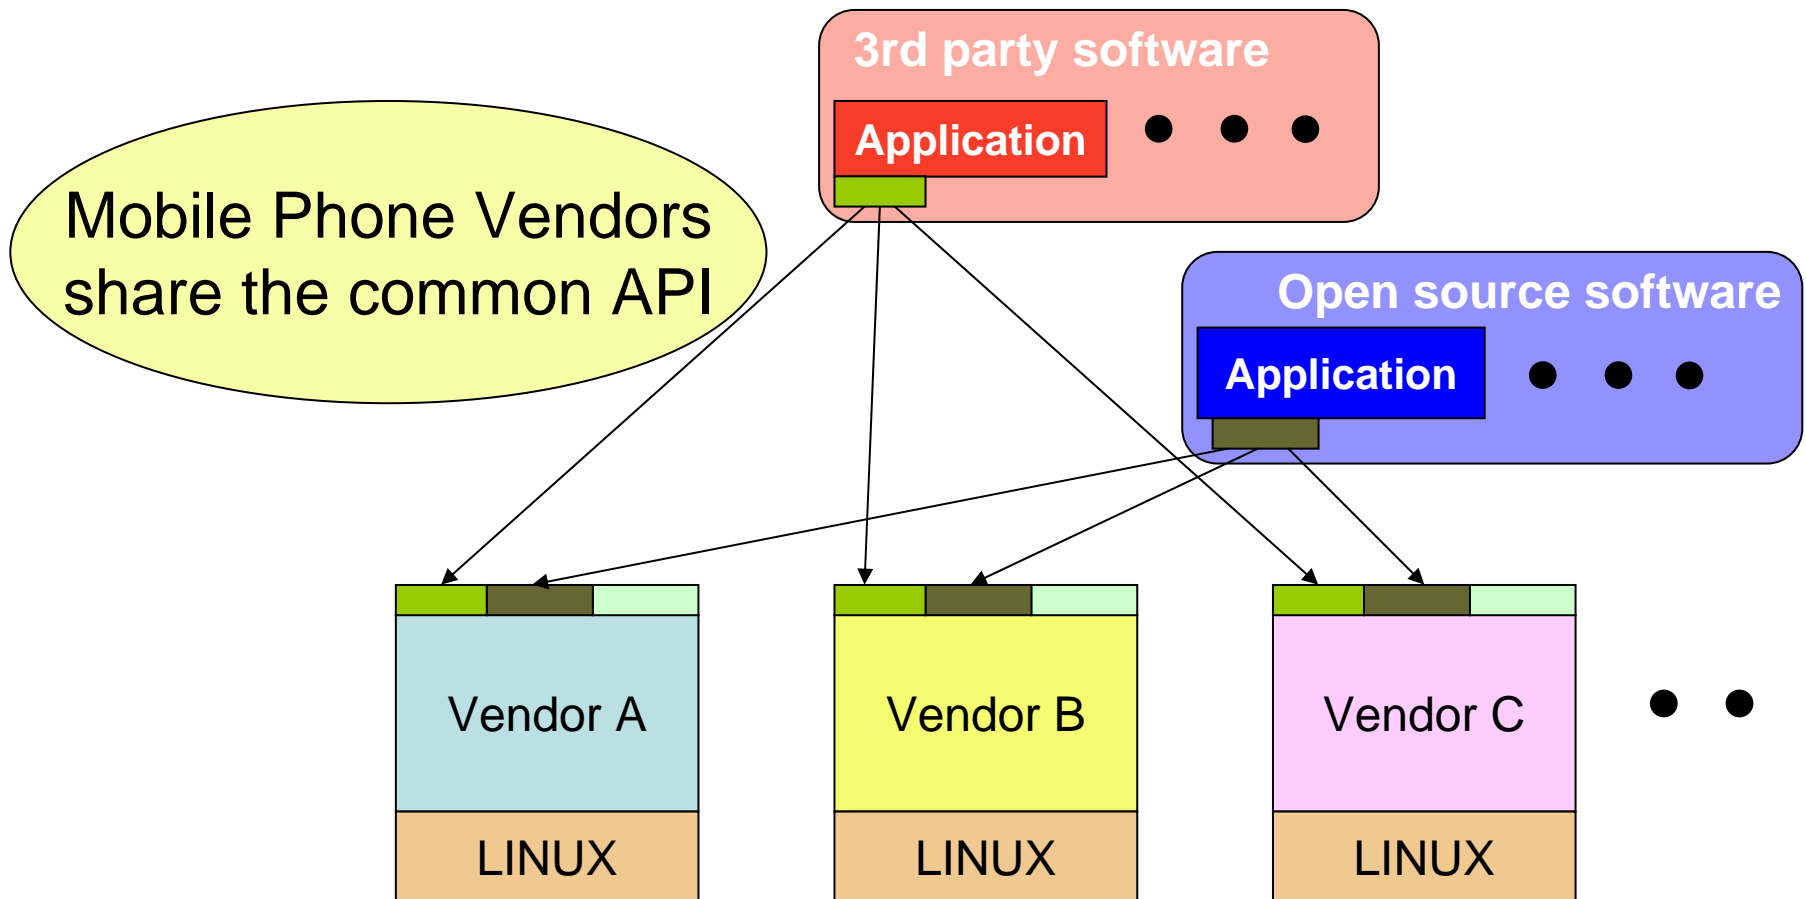 3rd party software
Application
Mobile Phone Vendors
share the common API
Open source software
Application
Vendor A
Vendor B
Vendor C
LINUX
LINUX
LINUX